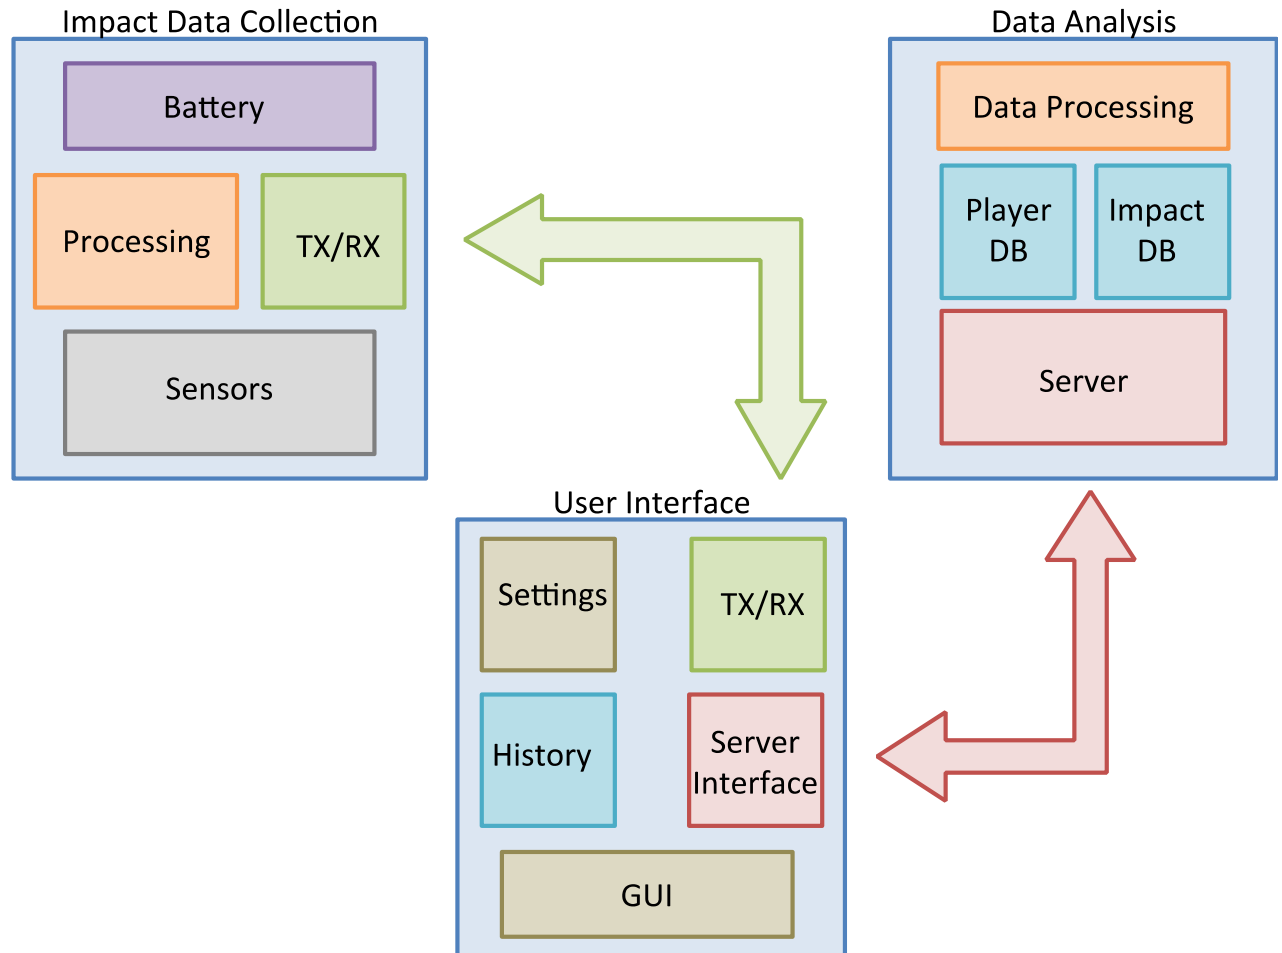 Impact Data Collection
Battery
Processing
TX/RX
Sensors
Data Analysis
Data Processing
Player
DB
Impact
DB
Server
User Interface
Settings
TX/RX
History
Server
Interface
GUI